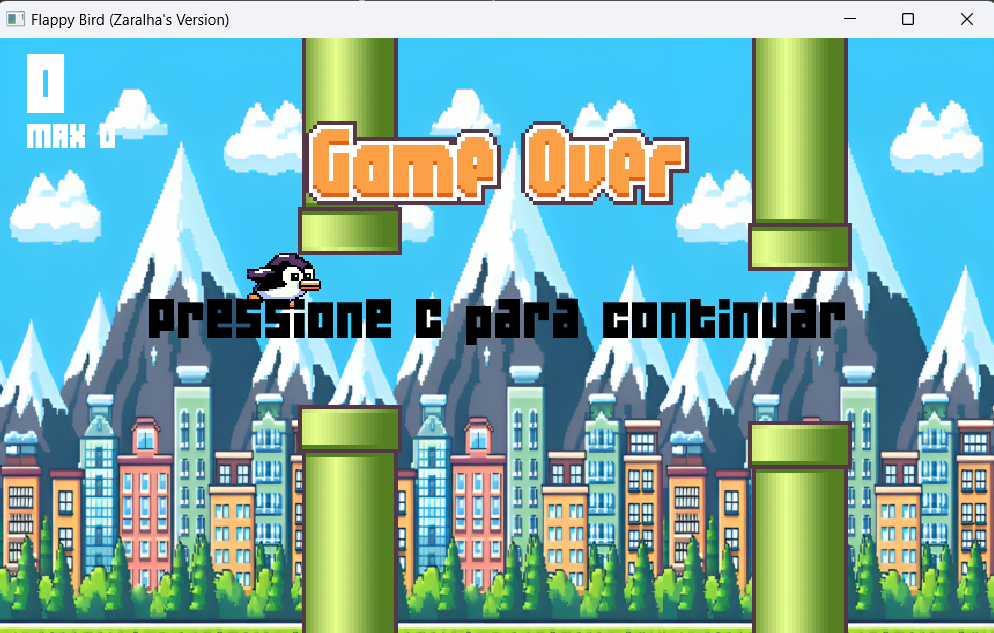 Flappy Bird (Zaralha's Version)
0
MAX 0
Game Over
Pressione C para continuar